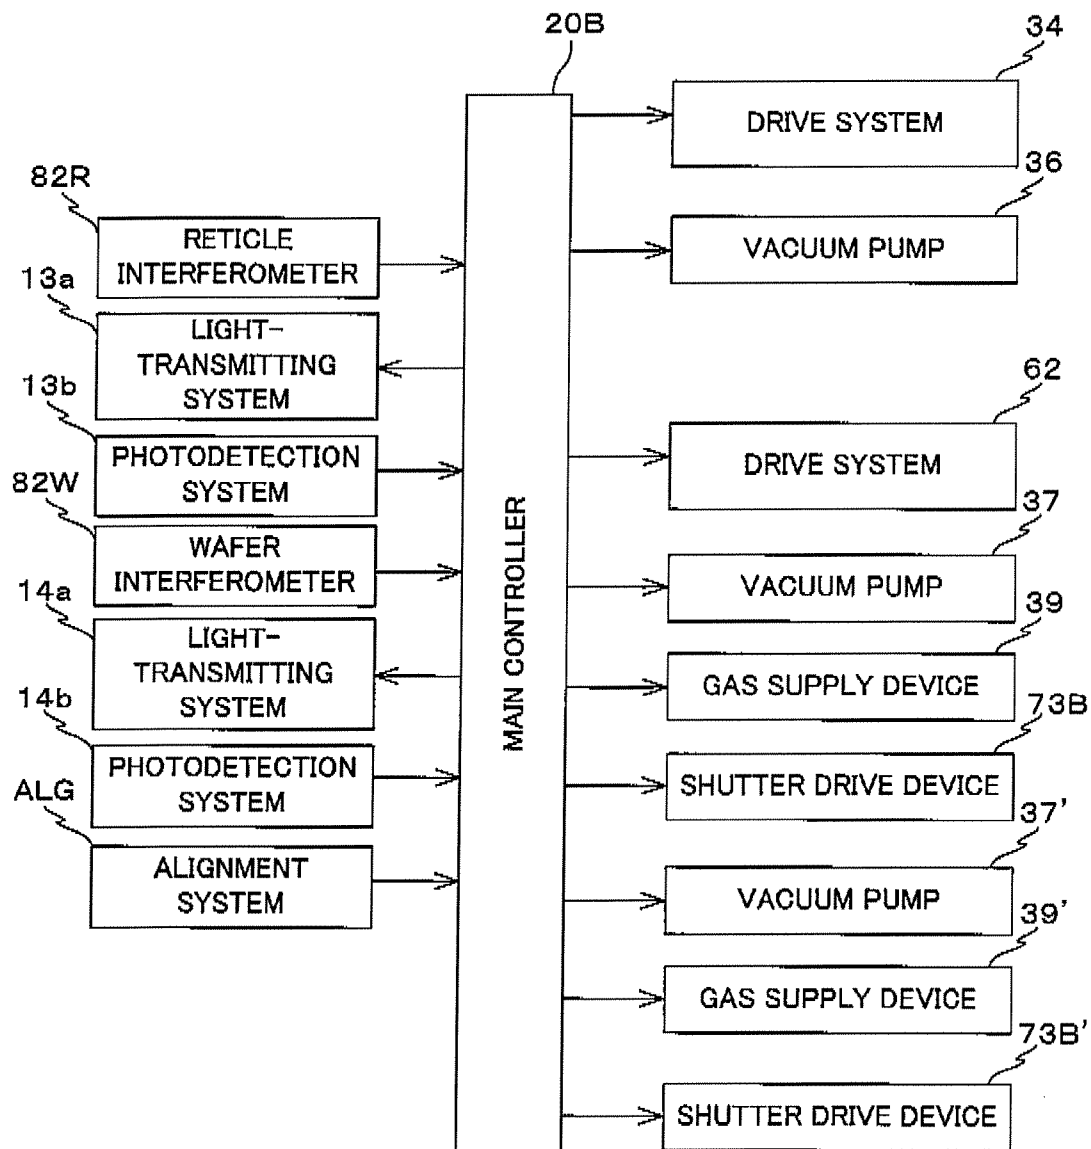 20B
34
DRIVE SYSTEM
36
VACUUM PUMP
82R
RETICLE
INTERFEROMETER
13a
LIGHT-
TRANSMITTING
SYSTEM
13b
PHOTODETECTION
SYSTEM
82W
WAFER
INTERFEROMETER
14a
LIGHT-
TRANSMITTING
SYSTEM
14b
PHOTODETECTION
SYSTEM
ALG
ALIGNMENT
SYSTEM
MAIN CONTROLLER
62
DRIVE SYSTEM
37
VACUUM PUMP
39
GAS SUPPLY DEVICE
73B
SHUTTER DRIVE DEVICE
37'
VACUUM PUMP
39'
GAS SUPPLY DEVICE
73B'
SHUTTER DRIVE DEVICE